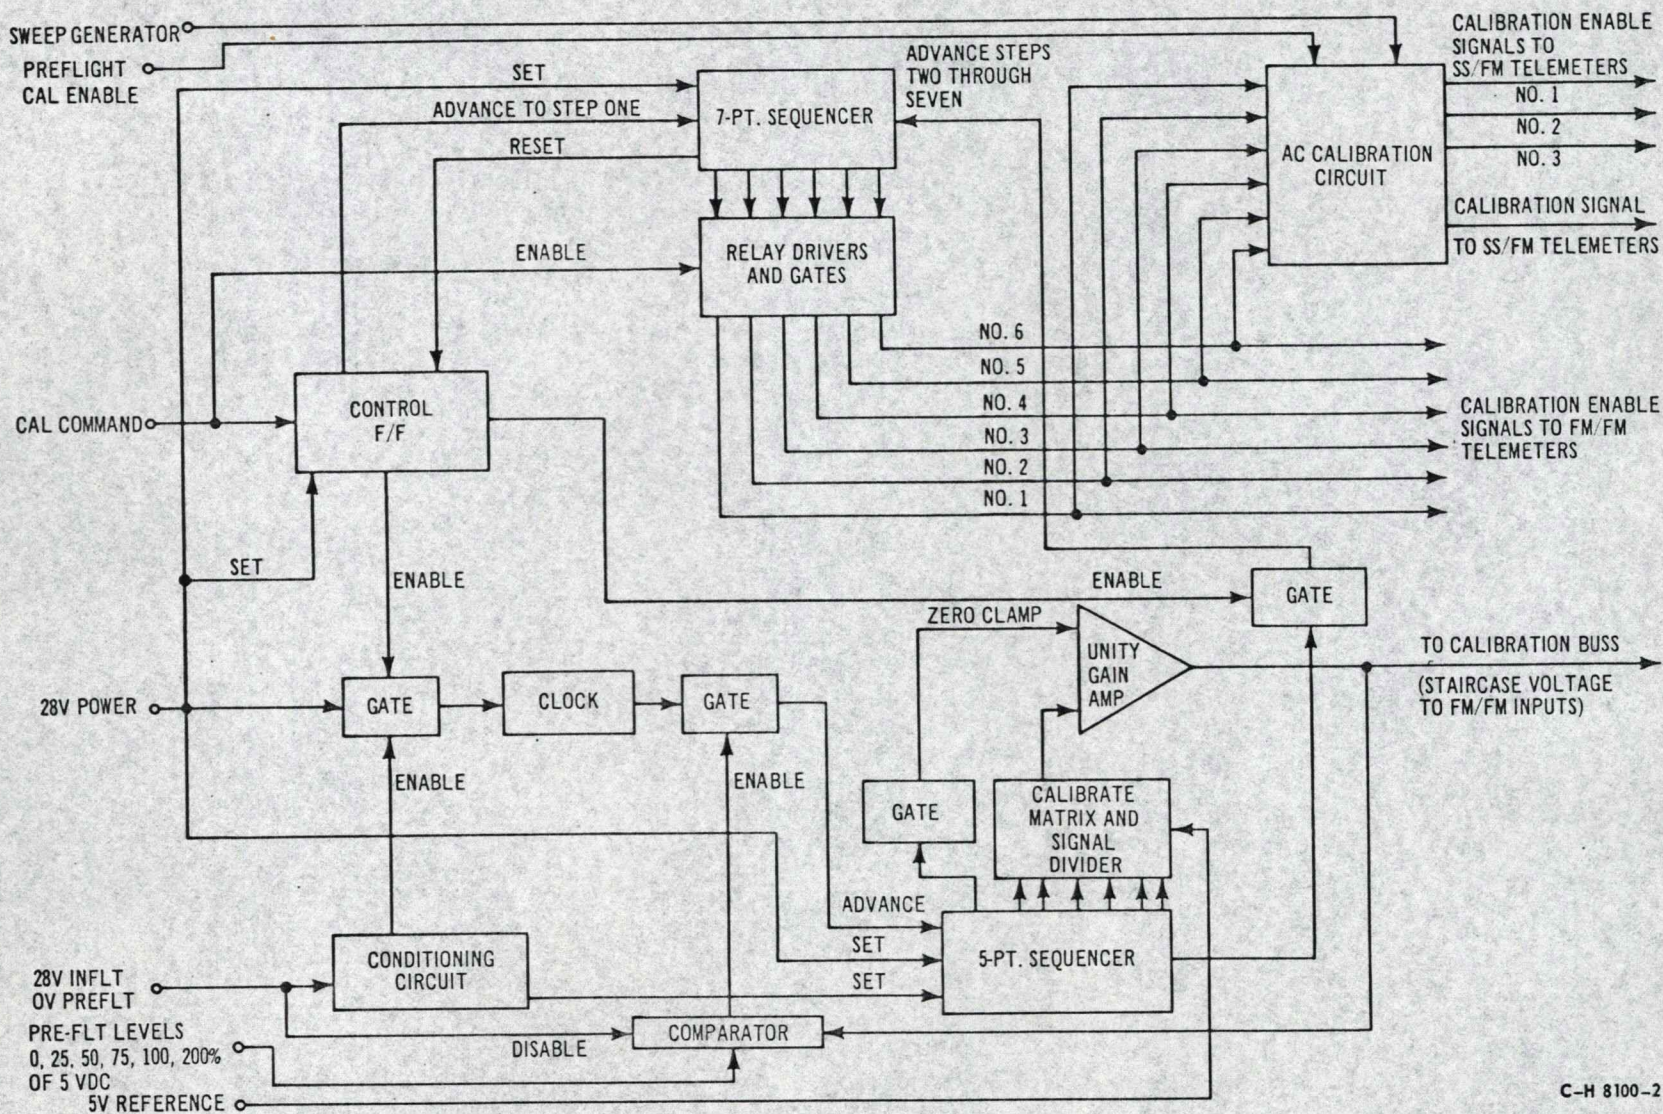 SWEEP GENERATOR
PREFLIGHT
CAL ENABLE
SET
ADVANCE TO STEP ONE
RESET
7-PT. SEQUENCER
ADVANCE STEPS
TWO THROUGH
SEVEN
AC CALIBRATION
CIRCUIT
CALIBRATION ENABLE
SIGNALS TO
SS/FM TELEMETERS
NO. 1
NO. 2
NO. 3
CALIBRATION SIGNAL
TO SS/FM TELEMETERS
ENABLE
RELAY DRIVERS
AND GATES
NO. 6
NO. 5
NO. 4
NO. 3
NO. 2
NO. 1
CALIBRATION ENABLE
SIGNALS TO FM/FM
TELEMETERS
CAL COMMAND
CONTROL
F/F
SET
ENABLE
ENABLE
GATE
ZERO CLAMP
UNITY
GAIN
AMP
TO CALIBRATION BUSS
(STAIRCASE VOLTAGE
TO FM/FM INPUTS)
28V POWER
GATE
CLOCK
GATE
ENABLE
ENABLE
GATE
CALIBRATE
MATRIX AND
SIGNAL
DIVIDER
ADVANCE
SET
SET
5-PT. SEQUENCER
CONDITIONING
CIRCUIT
28V INFLT
0V PREFLT
COMPARATOR
DISABLE
PRE-FLT LEVELS
0, 25, 50, 75, 100, 200%
OF 5 VDC
5V REFERENCE
C-H 8100-2